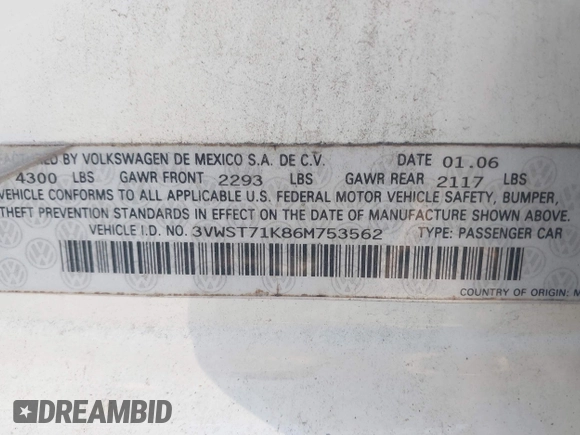 BY VOLKSWAGEN DE MEXICO S.A. DE C.V. DATE 01.06
4300 LBS GAWR FRONT 2293 LBS GAWR REAR 2117 LBS
VEHICLE CONFORMS TO ALL APPLICABLE U.S. FEDERAL MOTOR VEHICLE SAFETY, BUMPER,
THEFT PREVENTION STANDARDS IN EFFECT ON THE DATE OF MANUFACTURE SHOWN ABOVE.
VEHICLE I.D. NO. 3VWST71K86M753562 TYPE: PASSENGER CAR
COUNTRY OF ORIGIN: M
DREAMBID